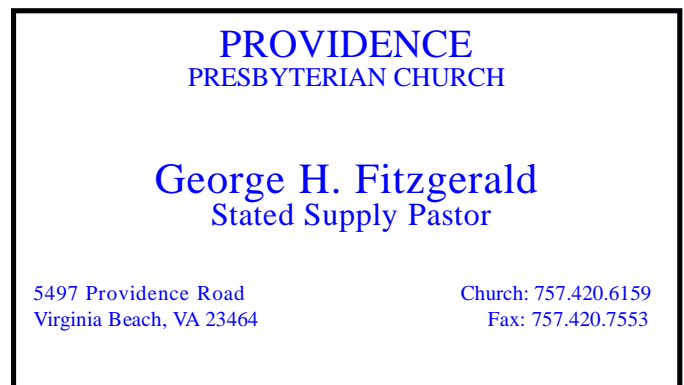 PROVIDENCE
PRESBYTERIAN CHURCH
George H. Fitzgerald
Stated Supply Pastor
5497 Providence Road
Church: 757.420.6159
Virginia Beach, VA 23464
Fax: 757.420.7553